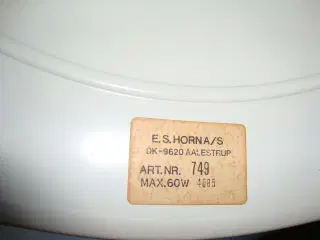 E.S.HORN A/S
DK-9620 AALESTRUP
ART.NR. 749
MAX.60W 4085